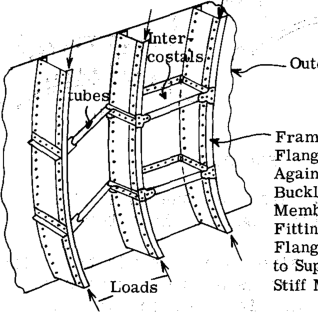 Inter-
costals
tubes
Oute
Fram
Flang
Again
Buckl
Memb
Fittin
Flang
to Sup
Stiff M
Loads